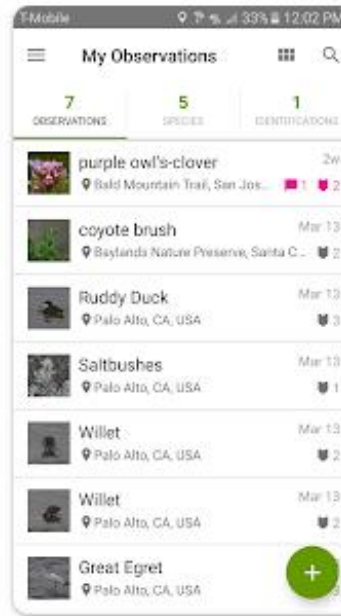 T-Mobile 33% 12:02 PM
My Observations
7 5 1
OBSERVATIONS SPECIES IDENTIFICATIONS
purple owl's-clover 2w
Bald Mountain Trail, San Jos... 1 2
coyote brush Mar 13
Baylands Nature Preserve, Santa C... 2
Ruddy Duck Mar 13
Palo Alto, CA, USA 3
Saltbushes Mar 13
Palo Alto, CA, USA 1
Willet Mar 13
Palo Alto, CA, USA 2
Willet Mar 13
Palo Alto, CA, USA 2
Great Egret
Palo Alto, CA, USA